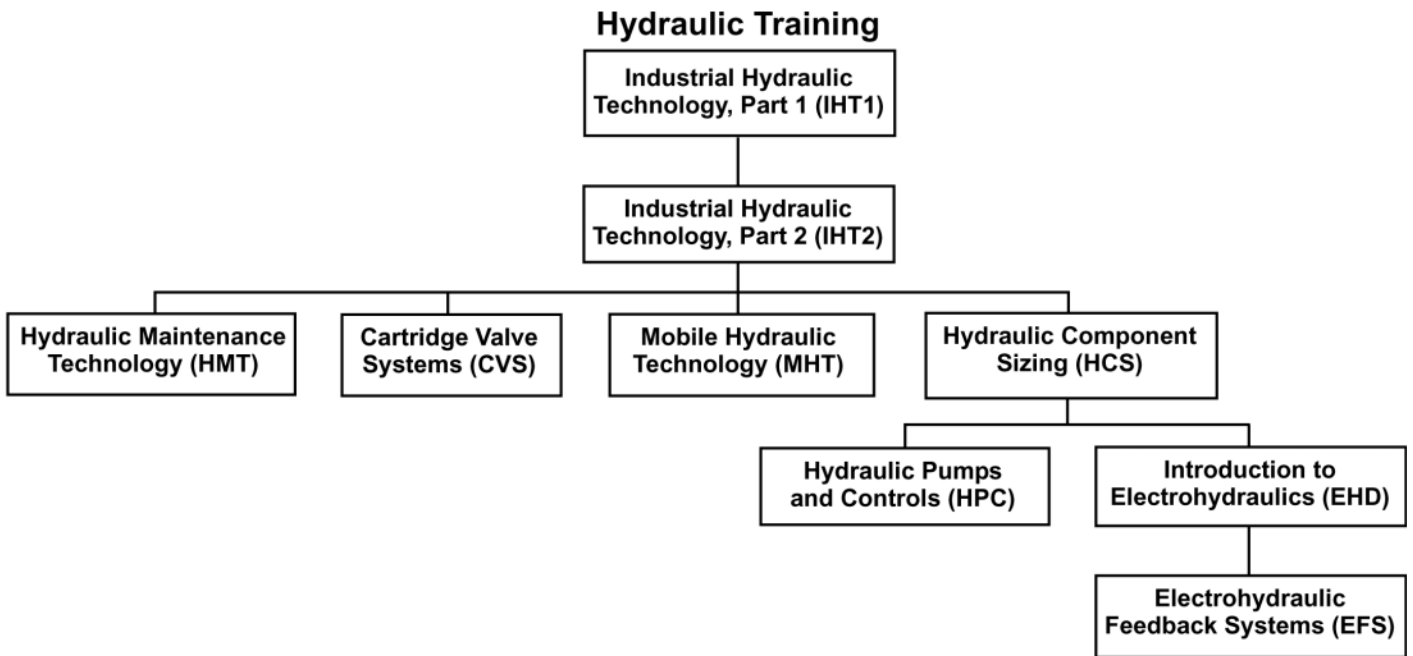 Hydraulic Training
Industrial Hydraulic
Technology, Part 1 (IHT1)
Industrial Hydraulic
Technology, Part 2 (IHT2)
Hydraulic Maintenance
Technology (HMT)
Cartridge Valve
Systems (CVS)
Mobile Hydraulic
Technology (MHT)
Hydraulic Component
Sizing (HCS)
Hydraulic Pumps
and Controls (HPC)
Introduction to
Electrohydraulics (EHD)
Electrohydraulic
Feedback Systems (EFS)